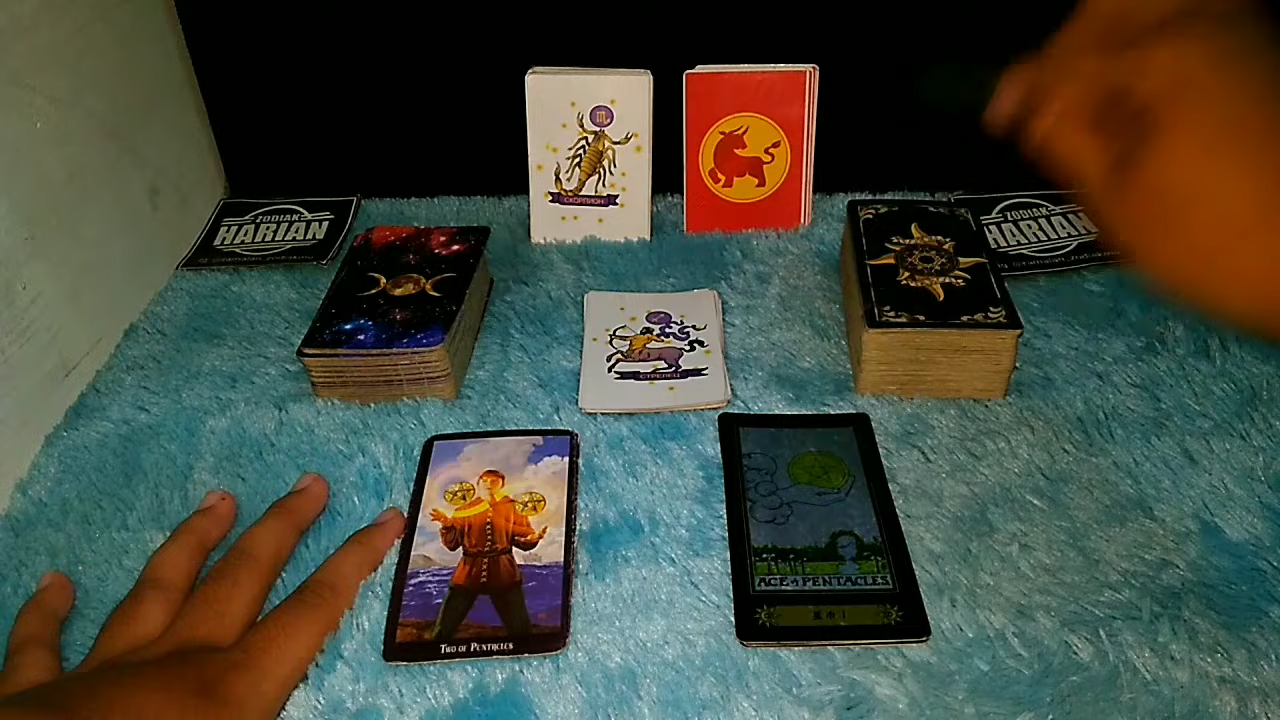 СКОРПИОН
ZODIAK
HARIAN
ZODIAK
HARIAN
СТРЕЛЕЦ
TWO OF PENTACLES
ACE of PENTACLES